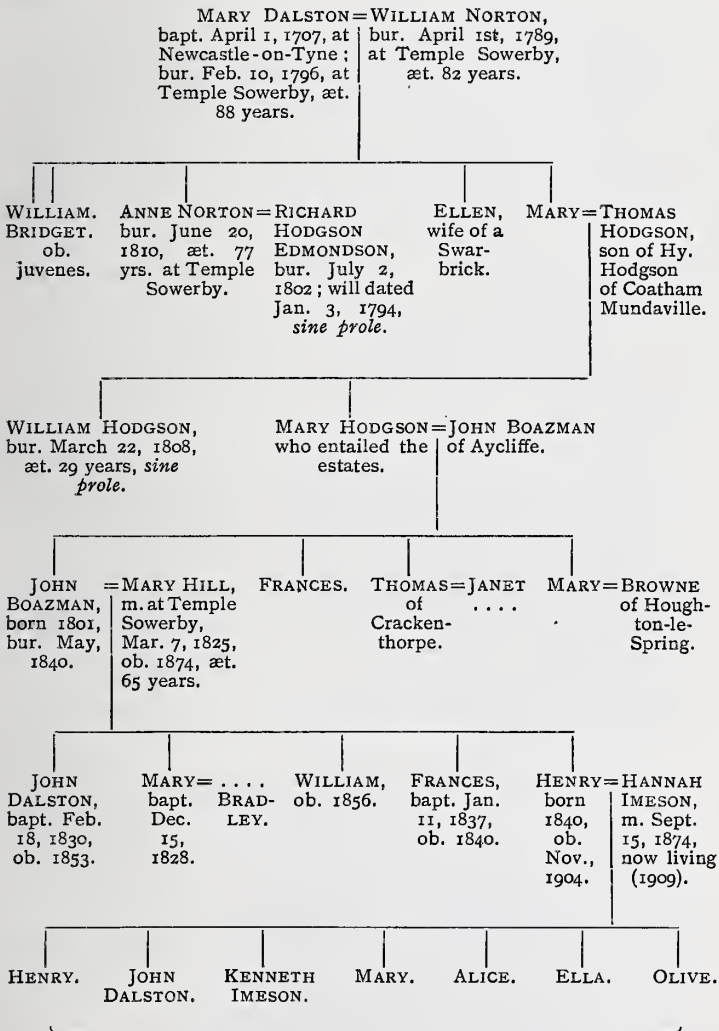 MARY DALSTON=WILLIAM NORTON,
bapt. April 1, 1707, at
Newcastle-on-Tyne;
bur. Feb. 10, 1796, at
Temple Sowerby, æt.
88 years.
bur. April 1st, 1789,
at Temple Sowerby,
æt. 82 years.
WILLIAM.
BRIDGET.
ob.
juvenes.
ANNE NORTON=RICHARD
bur. June 20,
1810, æt. 77
yrs. at Temple
Sowerby.
HODGSON
EDMONDSON,
bur. July 2,
1802; will dated
Jan. 3, 1794,
sine prole.
ELLEN,
wife of a
Swar-
brick.
MARY=THOMAS
HODGSON,
son of Hy.
Hodgson
of Coatham
Mundaville.
WILLIAM HODGSON,
bur. March 22, 1808,
æt. 29 years, sine
prole.
MARY HODGSON=JOHN BOAZMAN
who entailed the
estates.
of Aycliffe.
JOHN
BOAZMAN,
born 1801,
bur. May,
1840.
=MARY HILL,
m. at Temple
Sowerby,
Mar. 7, 1825,
ob. 1874, æt.
65 years.
FRANCES.
THOMAS=JANET
of
Cracken-
thorpe.
....
MARY=BROWNE
of Hough-
ton-le-
Spring.
JOHN
DALSTON,
bapt. Feb.
18, 1830,
ob. 1853.
MARY= ....
bapt.
Dec.
15,
1828.
BRAD-
LEY.
WILLIAM,
ob. 1856.
FRANCES,
bapt. Jan.
11, 1837,
ob. 1840.
HENRY=HANNAH
born
1840,
ob.
Nov.,
1904.
IMESON,
m. Sept.
15, 1874,
now living
(1909).
HENRY.
JOHN
DALSTON.
KENNETH
IMESON.
MARY.
ALICE.
ELLA.
OLIVE.